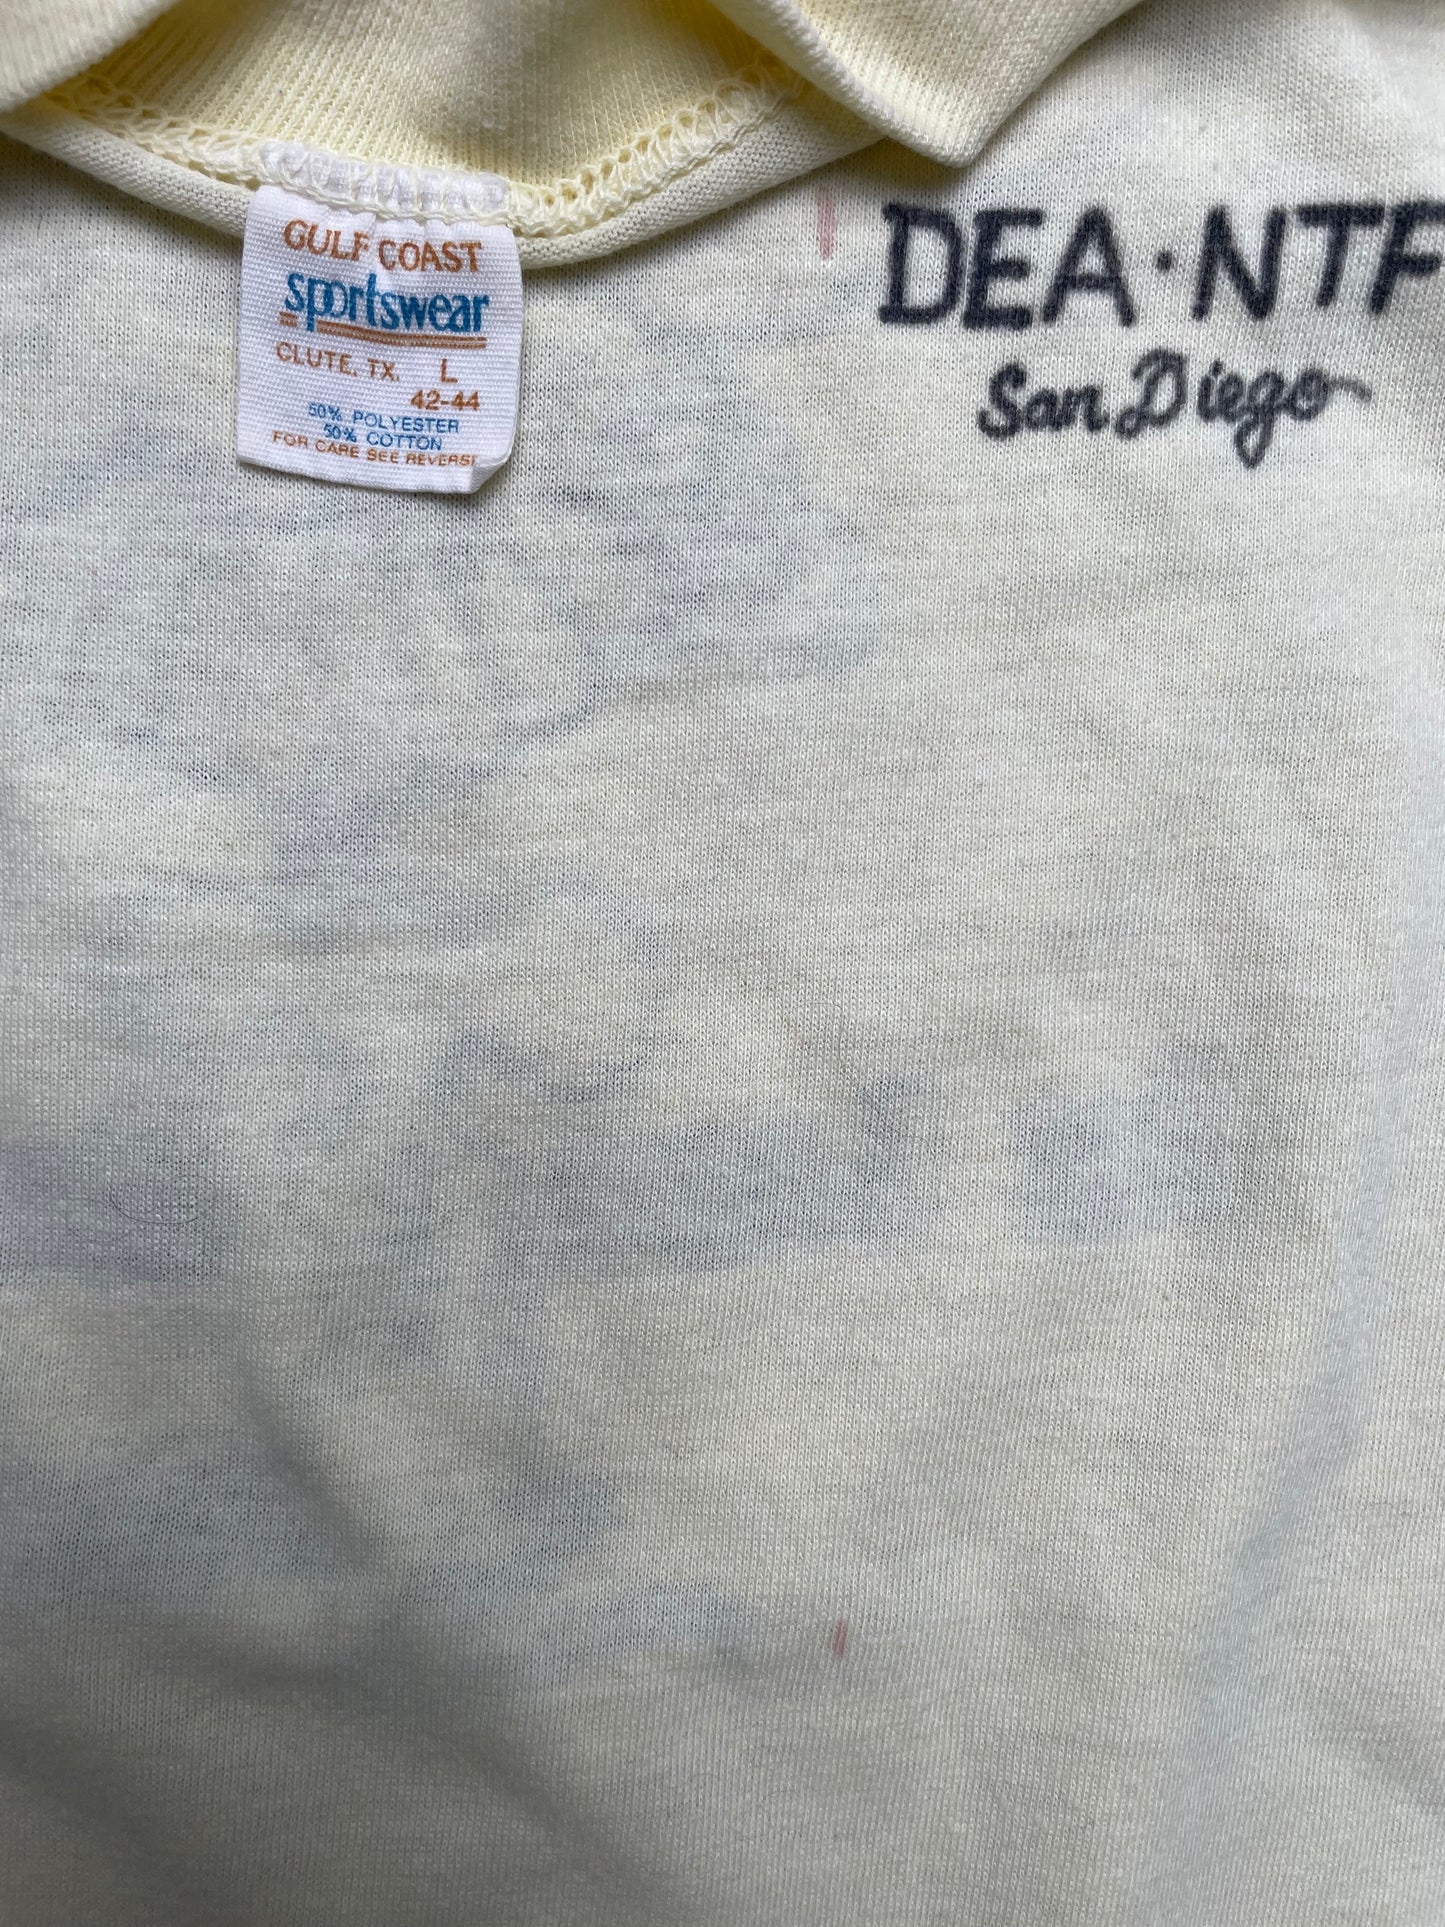 GULF COAST
sportswear
CLUTE, TX. L
42-44
50% POLYESTER
50% COTTON
FOR CARE SEE REVERSE
DEA·NTF
San Diego